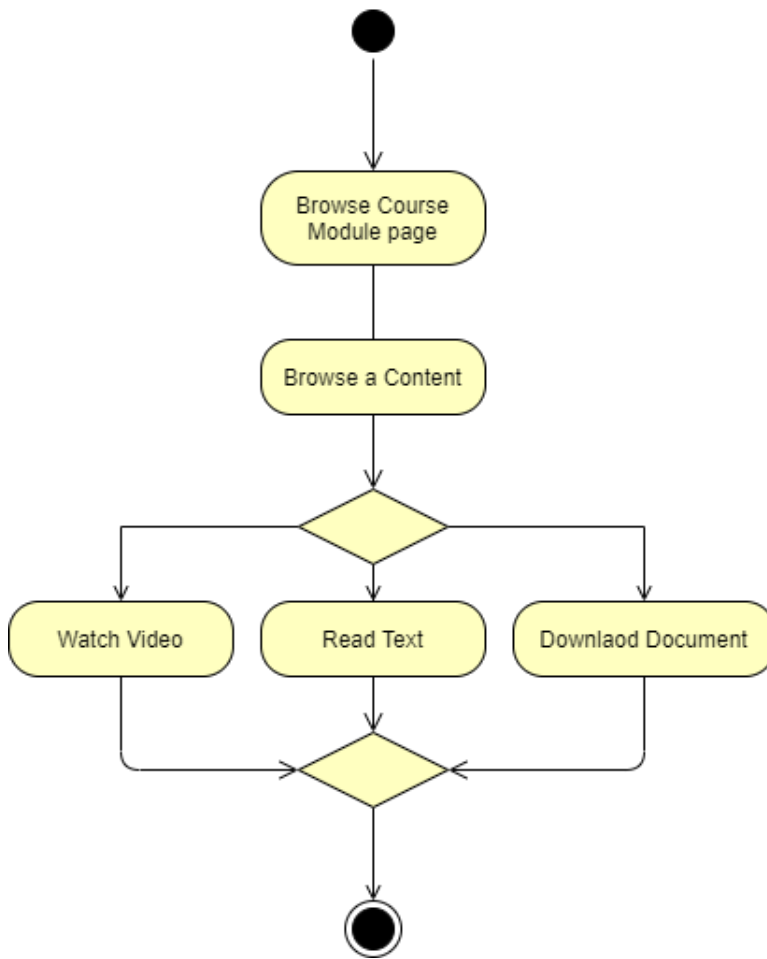 Browse Course
Module page
Browse a Content
Watch Video
Read Text
Downlaod Document